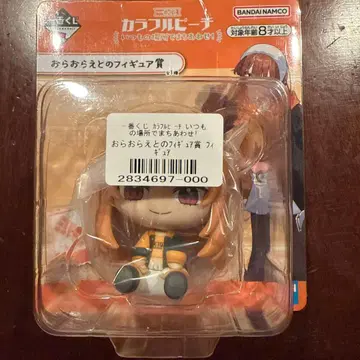 一番くじ
カラフルピーチ
いつもの場所でまちあわせ!
BANDAI NAMCO
対象年齢8才以上
おらおらえとのフィギュア賞
全1種
一番くじ カラフルピーチ いつも
の場所でまちあわせ!
おらおらえとのフィギュア賞 フィ
ギュア
2834697-000